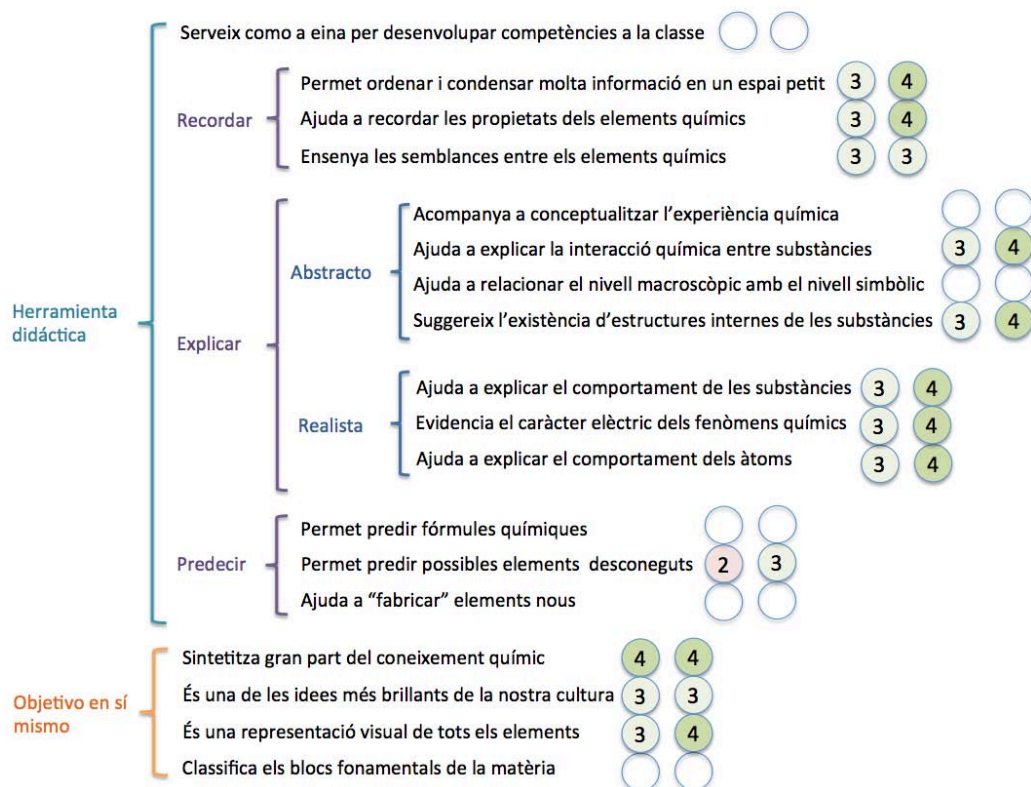 Serveix com a eina per desenvolupar competències a la classe
Permet ordenar i condensar molta informació en un espai petit 3 4
Recordar
Ajuda a recordar les propietats dels elements químics 3 4
Ensenya les semblances entre els elements químics 3 3
Acompanya a conceptualitzar l'experiència química
Ajuda a explicar la interacció química entre substàncies 3 4
Abstracto
Ajuda a relacionar el nivell macroscòpic amb el nivell simbòlic
Suggereix l'existència d'estructures internes de les substàncies 3 4
Herramienta
didáctica
Explicar
Ajuda a explicar el comportament de les substàncies 3 4
Realista
Evidencia el caràcter elèctric dels fenòmens químics 3 4
Ajuda a explicar el comportament dels àtoms 3 4
Permet predir fórmules químiques
Predecir
Permet predir possibles elements desconeguts 2 3
Ajuda a "fabricar" elements nous
Sintetitza gran part del coneixement químic 4 4
Objetivo en sí
mismo
És una de les idees més brillants de la nostra cultura 3 3
És una representació visual de tots els elements 3 4
Classifica els blocs fonamentals de la matèria